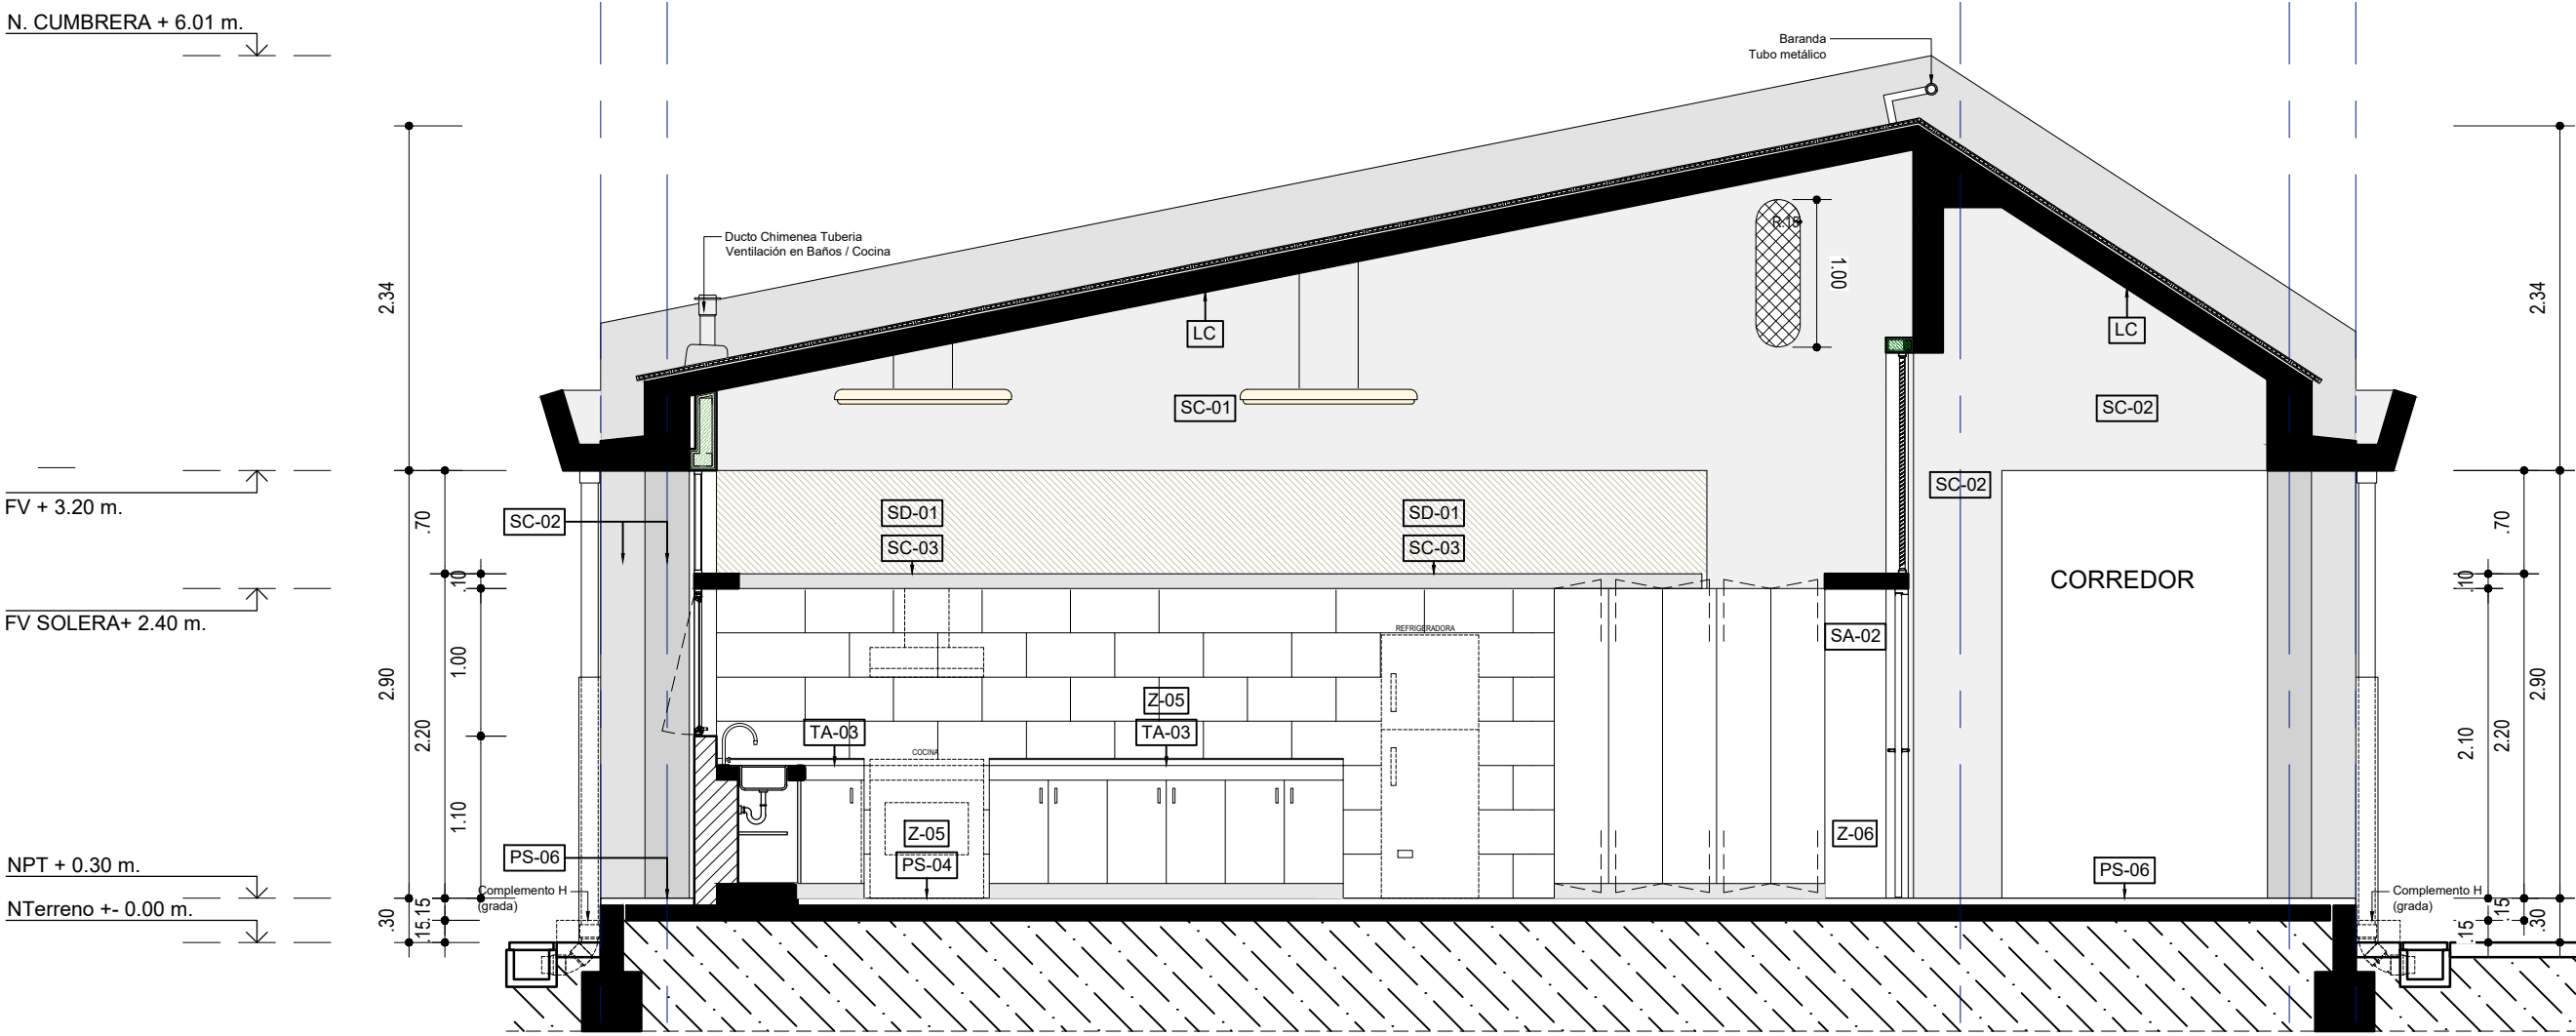 N. CUMBRERA + 6.01 m.
Baranda
Tubo metálico
Ducto Chimenea Tuberia
Ventilación en Baños / Cocina
R.15
1.00
2.34
2.34
LC
LC
SC-01
SC-02
SC-02
FV + 3.20 m.
SC-02
SD-01
SC-03
SD-01
SC-03
.70
.70
CORREDOR
.10
.10
FV SOLERA+ 2.40 m.
REFRIGERADORA
SA-02
1.00
2.90
2.90
2.20
2.20
2.10
Z-05
TA-03
TA-03
COCINA
1.10
Z-05
PS-04
Z-06
NPT + 0.30 m.
PS-06
PS-06
Complemento H
(grada)
Complemento H
(grada)
NTerreno +- 0.00 m.
.30
.15
.15
.15
.15
.30